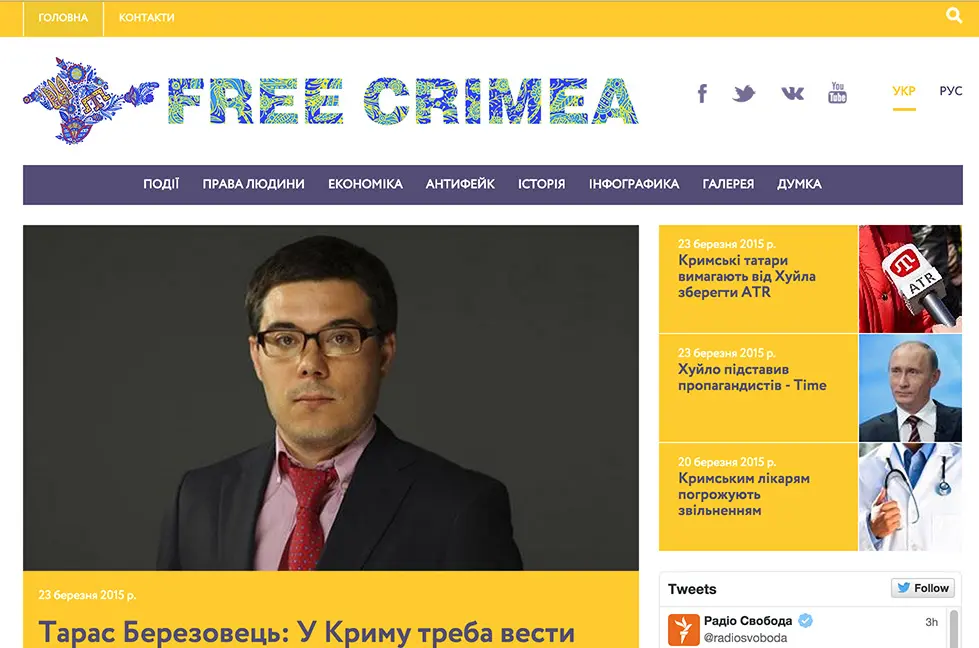 ГОЛОВНА
КОНТАКТИ
FREE CRIMEA
You
Tube
УКР
РУС
ПОДІЇ ПРАВА ЛЮДИНИ ЕКОНОМІКА АНТИФЕЙК ІСТОРІЯ ІНФОГРАФИКА ГАЛЕРЕЯ ДУМКА
23 березня 2015 р.
Тарас Березовець: У Криму треба вести
23 березня 2015 р.
Кримські татари
вимагають від Хуйла
зберегти ATR
ATR
23 березня 2015 р.
Хуйло підставив
пропагандистів - Time
20 березня 2015 р.
Кримським лікарям
погрожують
звільненням
Tweets
Follow
Радіо Свобода
3h
@radiosvoboda